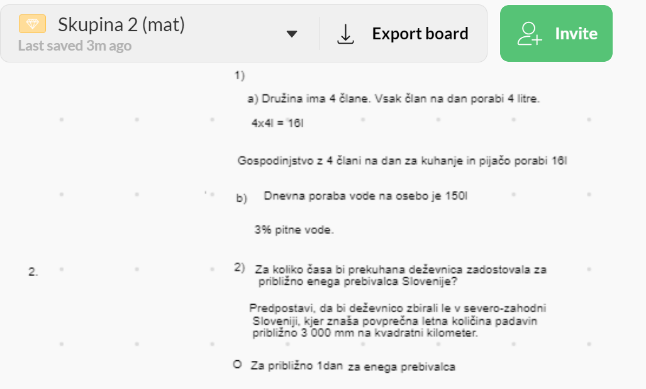 Skupina 2 (mat)
Last saved 3m ago
Export board
Invite
1)
a) Družina ima 4 člane. Vsak član na dan porabi 4 litre.
4x4l = 16l
Gospodinjstvo z 4 člani na dan za kuhanje in pijačo porabi 16l
b) Dnevna poraba vode na osebo je 150l
3% pitne vode.
2.
2) Za koliko časa bi prekuhana deževnica zadostovala za
približno enega prebivalca Slovenije?
Predpostavi, da bi deževnico zbirali le v severo-zahodni
Sloveniji, kjer znaša povprečna letna količina padavin
približno 3 000 mm na kvadratni kilometer.
O Za približno 1dan za enega prebivalca